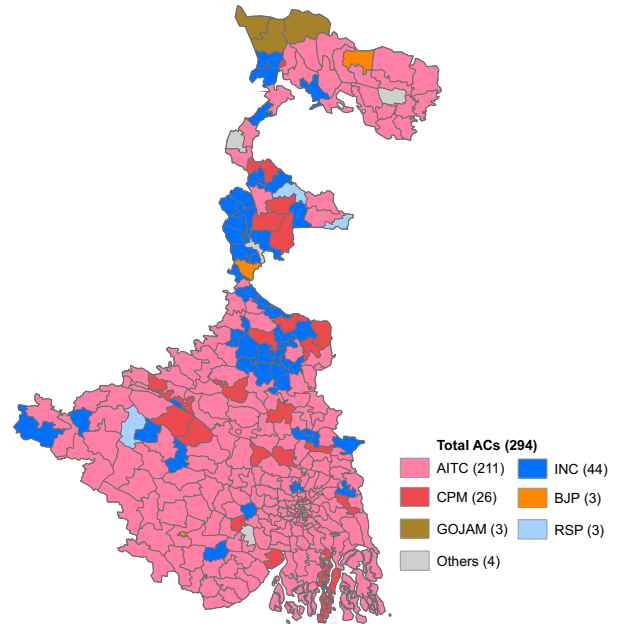 Total ACs (294)
AITC (211) INC (44)
CPM (26) BJP (3)
GOJAM (3) RSP (3)
Others (4)